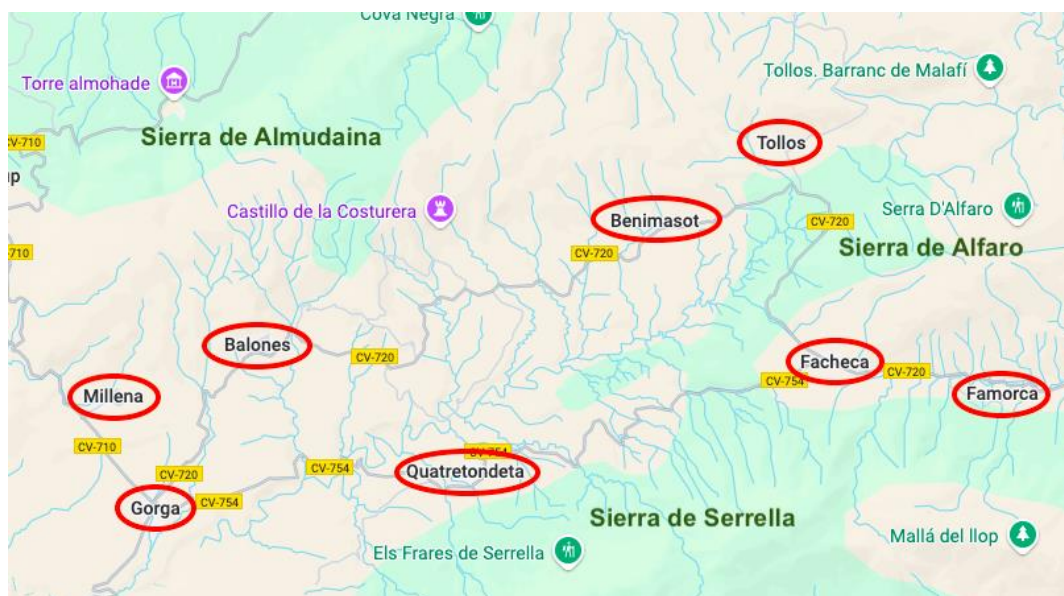 Cova Negra
Torre almohade
Tollos. Barranc de Malafí
CV-710
Sierra de Almudaina
Tollos
up
Castillo de la Costurera
Benimasot
Serra D'Alfaro
CV-720
Sierra de Alfaro
CV-710
CV-720
Balones
CV-720
Facheca
CV-754
CV-720
Millena
Famorca
CV-710
CV-754
CV-720
CV-754
Quatretondeta
Gorga
CV-754
Sierra de Serrella
Els Frares de Serrella
Mallá del llop